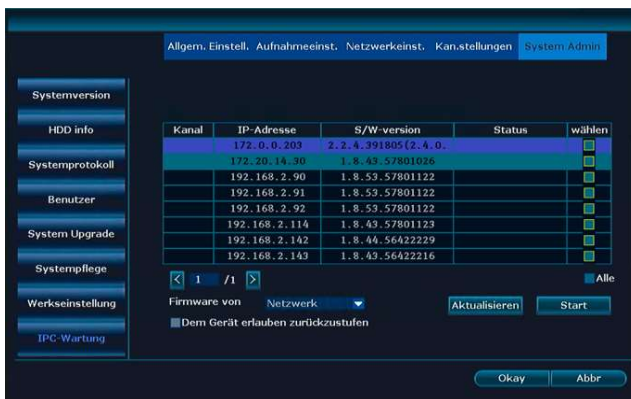 Allgem. Einstell. Aufnahmeeinst. Netzwerkeinst. Kan.stellungen System Admin
Systemversion
HDD info
Systemprotokoll
Benutzer
System Upgrade
Systempflege
Werkseinstellung
IPC-Wartung
Kanal IP-Adresse S/W-version Status wählen
172.0.0.203 2.2.4.391805(2.4.0.
172.20.14.30 1.8.43.57801026
192.168.2.90 1.8.53.57801122
192.168.2.91 1.8.53.57801122
192.168.2.92 1.8.53.57801122
192.168.2.114 1.8.43.57801123
192.168.2.142 1.8.44.56422229
192.168.2.143 1.8.43.56422216
< 1 /1 > Alle
Firmware von Netzwerk Aktualisieren Start
Dem Gerät erlauben zurückzustufen
Okay Abbr